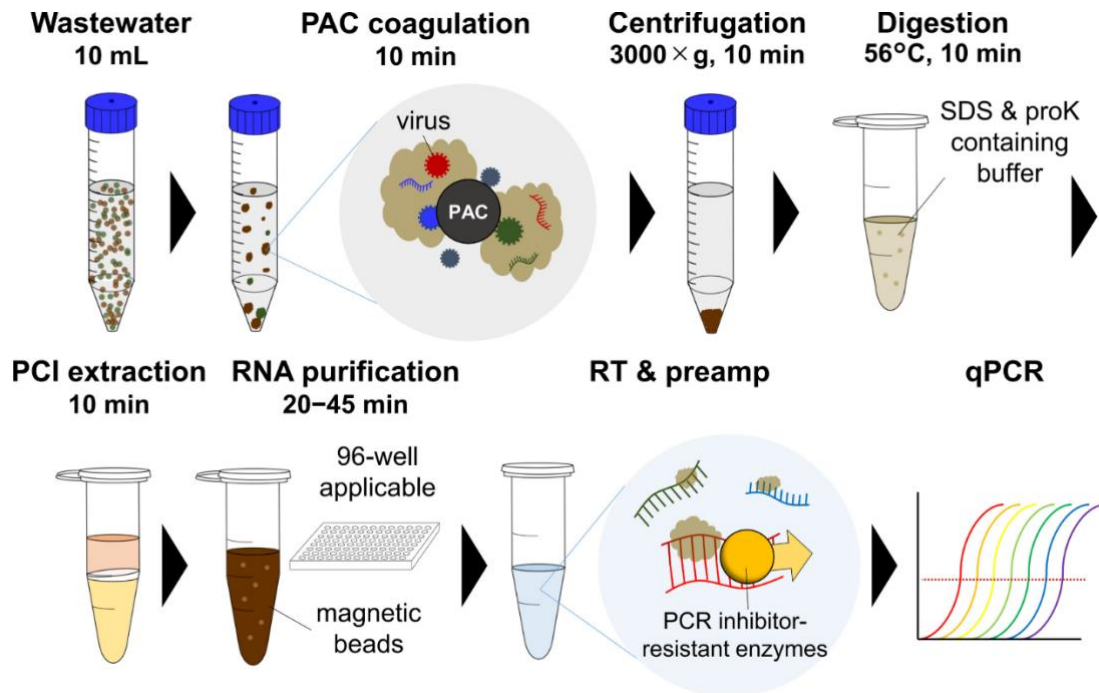 Wastewater
10 mL
PAC coagulation
10 min
Centrifugation
3000 × g, 10 min
Digestion
56°C, 10 min
virus
PAC
SDS & proK
containing
buffer
PCI extraction
10 min
RNA purification
20−45 min
RT & preamp
qPCR
96-well
applicable
magnetic
beads
PCR inhibitor-
resistant enzymes